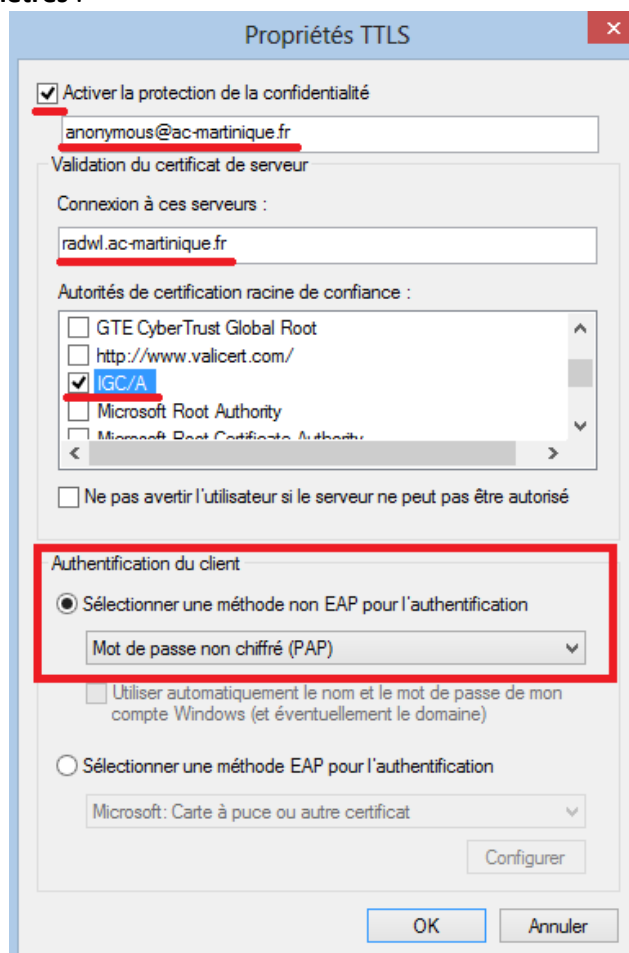 Propriétés TTLS
Activer la protection de la confidentialité
anonymous@ac-martinique.fr
Validation du certificat de serveur
Connexion à ces serveurs :
radwl.ac-martinique.fr
Autorités de certification racine de confiance :
GTE CyberTrust Global Root
http://www.valicert.com/
IGC/A
Microsoft Root Authority
Microsoft Root Certificate Authority
Ne pas avertir l'utilisateur si le serveur ne peut pas être autorisé
Authentification du client
Sélectionner une méthode non EAP pour l'authentification
Mot de passe non chiffré (PAP)
Utiliser automatiquement le nom et le mot de passe de mon
compte Windows (et éventuellement le domaine)
Sélectionner une méthode EAP pour l'authentification
Microsoft: Carte à puce ou autre certificat
Configurer
OK Annuler